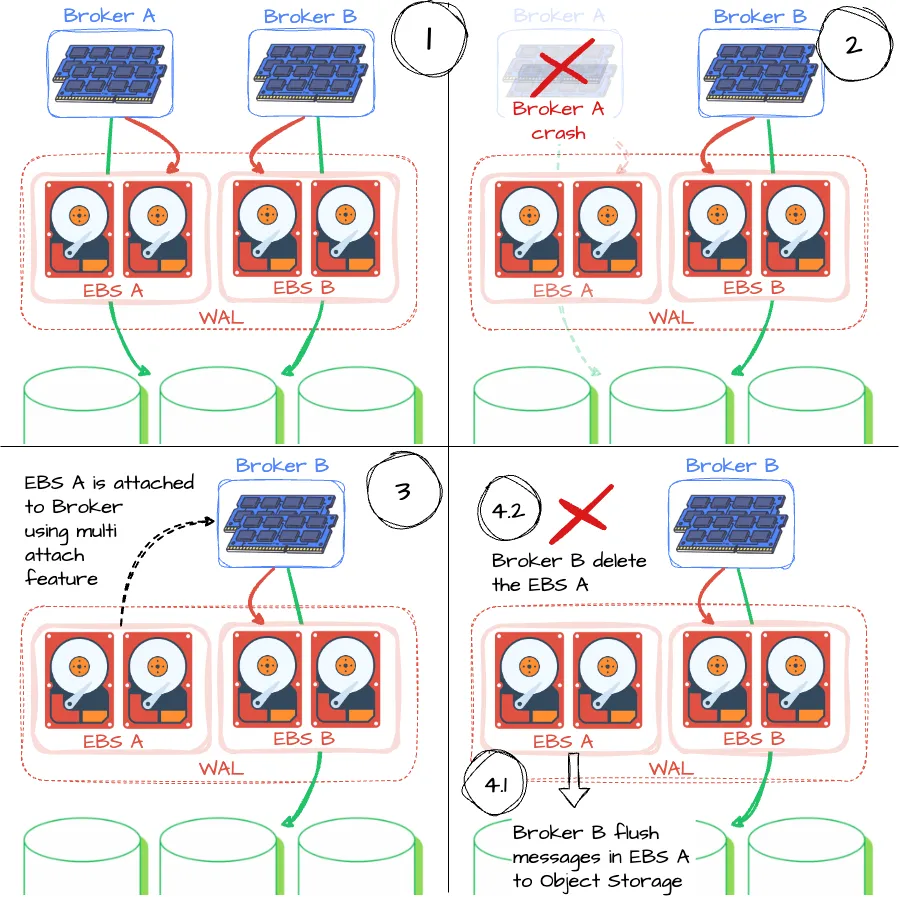 Broker A
Broker B
1
EBS A
EBS B
WAL
Broker A
Broker B
2
Broker A
crash
EBS A
EBS B
WAL
EBS A is attached
to Broker
using multi
attach
feature
Broker B
3
EBS A
EBS B
WAL
4.2
Broker B
Broker B delete
the EBS A
EBS A
EBS B
WAL
4.1
Broker B flush
messages in EBS A
to Object Storage